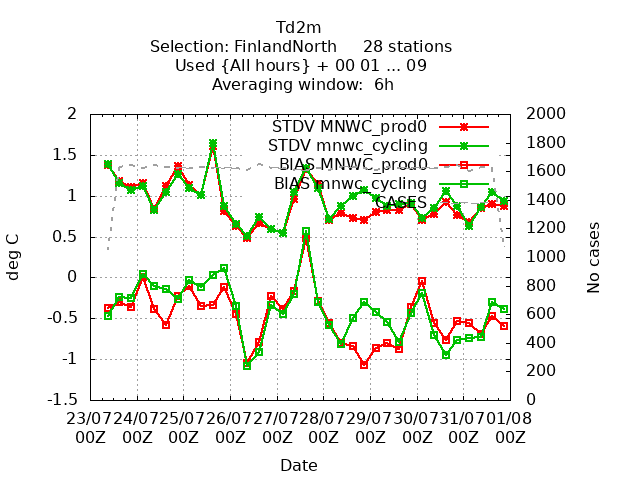 Td2m
Selection: FinlandNorth     28 stations
Used {All hours} + 00 01 ... 09
Averaging window:  6h
STDV MNWC_prod0
STDV mnwc_cycling
BIAS MNWC_prod0
BIAS mnwc_cycling
CASES
deg C
2
1.5
1
0.5
0
-0.5
-1
-1.5
No cases
2000
1800
1600
1400
1200
1000
800
600
400
200
0
23/07 24/07 25/07 26/07 27/07 28/07 29/07 30/07 31/07 01/08
00Z 00Z 00Z 00Z 00Z 00Z 00Z 00Z 00Z 00Z
Date